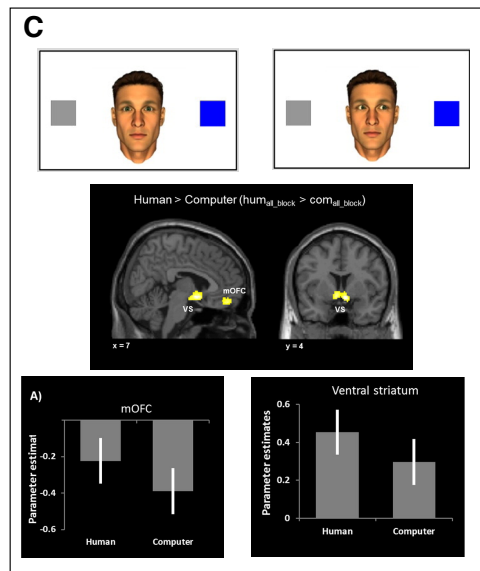 C
Human > Computer (hum_all_block > com_all_block)
mOFC
VS
VS
x = 7
y = 4
A)
mOFC
Parameter estimat
-0.2
-0.4
-0.6
Human
Computer
Ventral striatum
Parameter estimates
0.6
0.4
0.2
0
Human
Computer